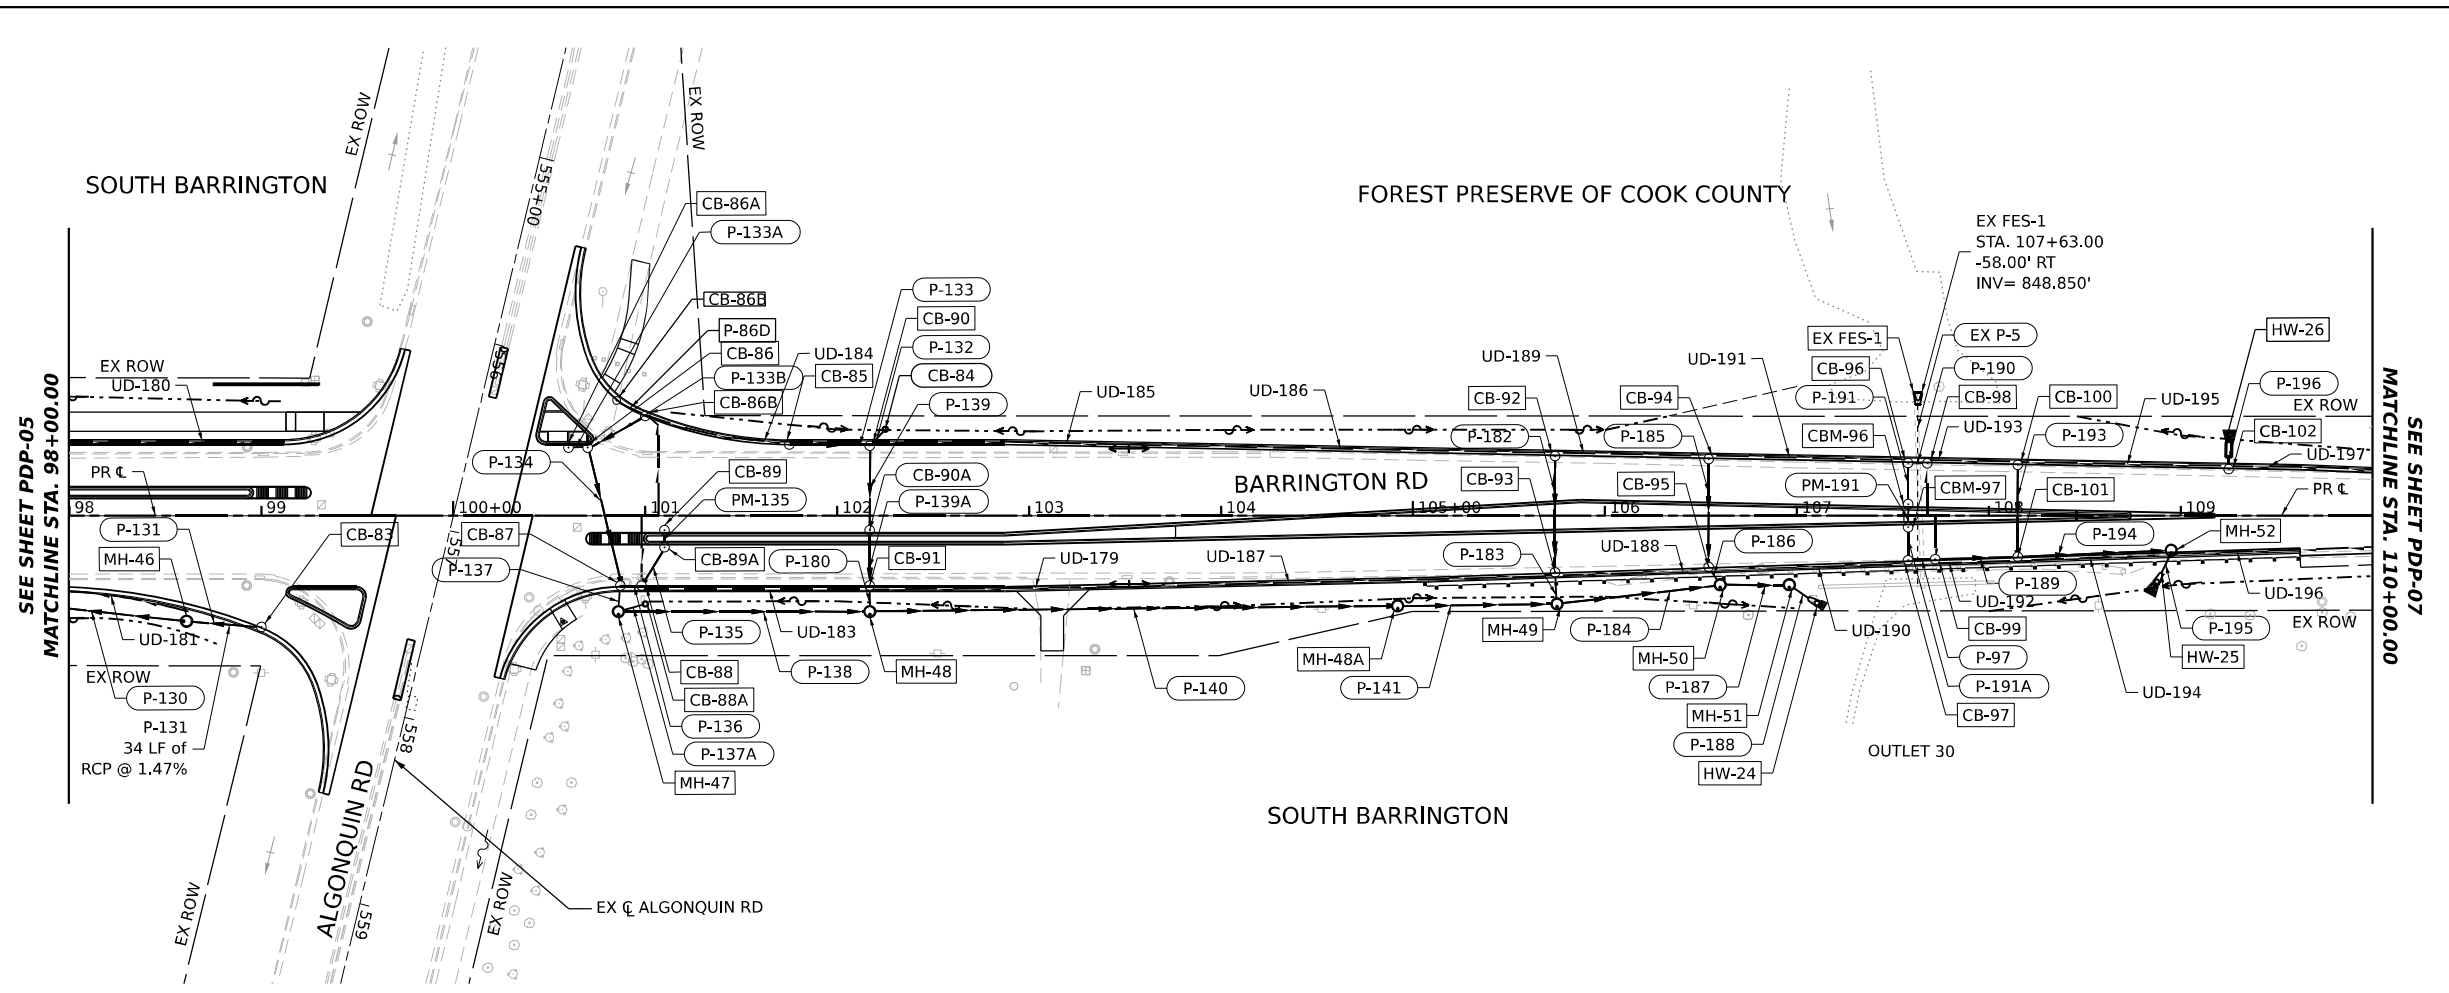 SOUTH BARRINGTON
FOREST PRESERVE OF COOK COUNTY
SOUTH BARRINGTON
BARRINGTON RD
ALGONQUIN RD
EX ℄ ALGONQUIN RD
SEE SHEET PDP-05
MATCHLINE STA. 98+00.00
SEE SHEET PDP-07
MATCHLINE STA. 110+00.00
EX ROW
EX ROW
EX ROW
EX ROW
EX ROW
EX ROW
EX ROW
EX ROW
555+00
556
558
559
98
99
100+00
101
102
103
104
105+00
106
107
108
109
PR ℄
PR ℄
UD-180
P-131
MH-46
CB-83
UD-181
P-130
P-131
34 LF of
RCP @ 1.47%
CB-86A
P-133A
CB-86B
P-86D
CB-86
P-133B
CB-86B
UD-184
CB-85
P-133
CB-90
P-132
CB-84
P-139
P-134
CB-89
PM-135
CB-87
P-137
CB-89A
P-180
CB-90A
P-139A
CB-91
P-135
UD-183
CB-88
P-138
MH-48
CB-88A
P-136
P-137A
MH-47
UD-179
UD-185
UD-186
UD-187
P-140
MH-48A
P-141
UD-189
CB-92
P-182
CB-93
P-183
MH-49
UD-191
CB-94
P-185
CB-95
UD-188
P-186
P-184
MH-50
P-187
MH-51
P-188
HW-24
UD-190
EX FES-1
STA. 107+63.00
-58.00' RT
INV= 848.850'
EX FES-1
EX P-5
CB-96
P-190
P-191
CB-98
CBM-96
UD-193
PM-191
CBM-97
CB-100
P-193
CB-101
UD-195
HW-26
P-196
CB-102
UD-197
MH-52
P-194
P-189
UD-192
UD-196
CB-99
P-195
P-97
HW-25
P-191A
UD-194
CB-97
OUTLET 30